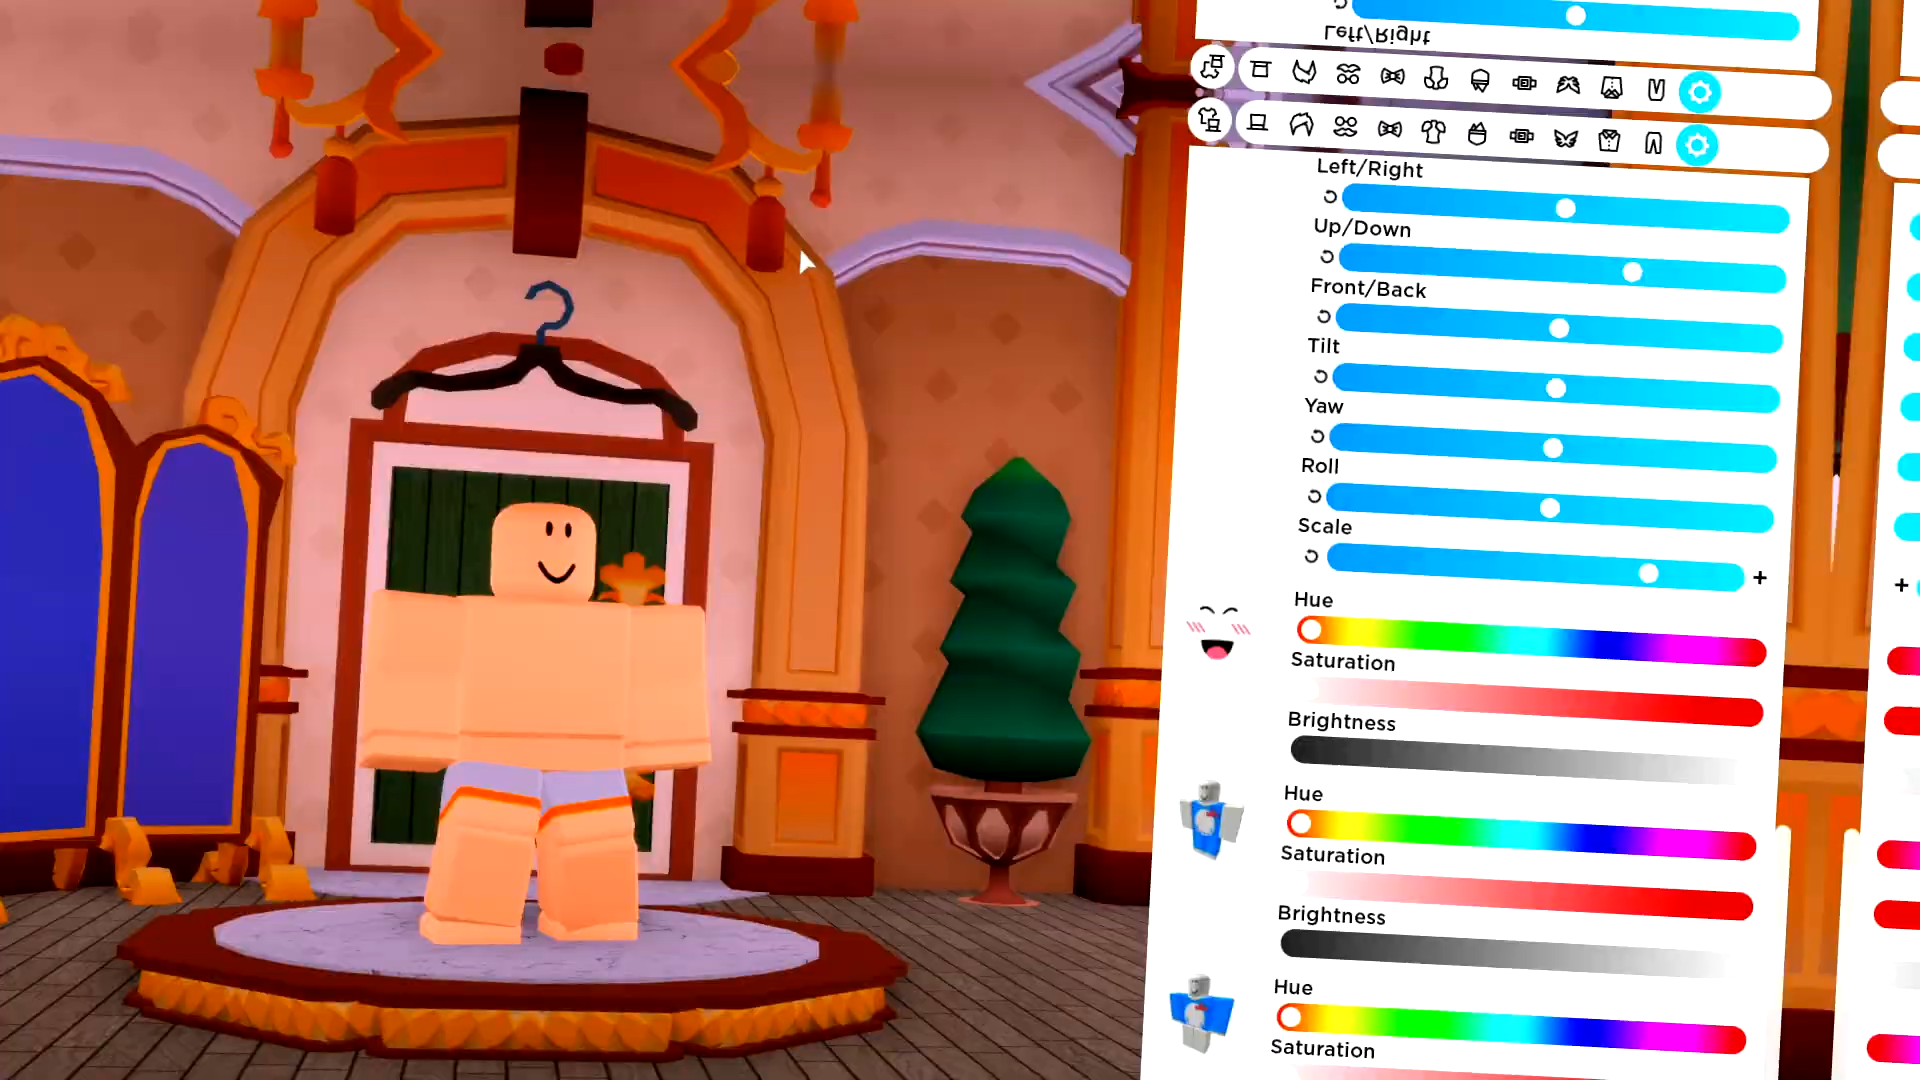 Left/Right
Left/Right
Up/Down
Front/Back
Tilt
Yaw
Roll
Scale
+
+
Hue
Saturation
Brightness
Hue
Saturation
Brightness
Hue
Saturation